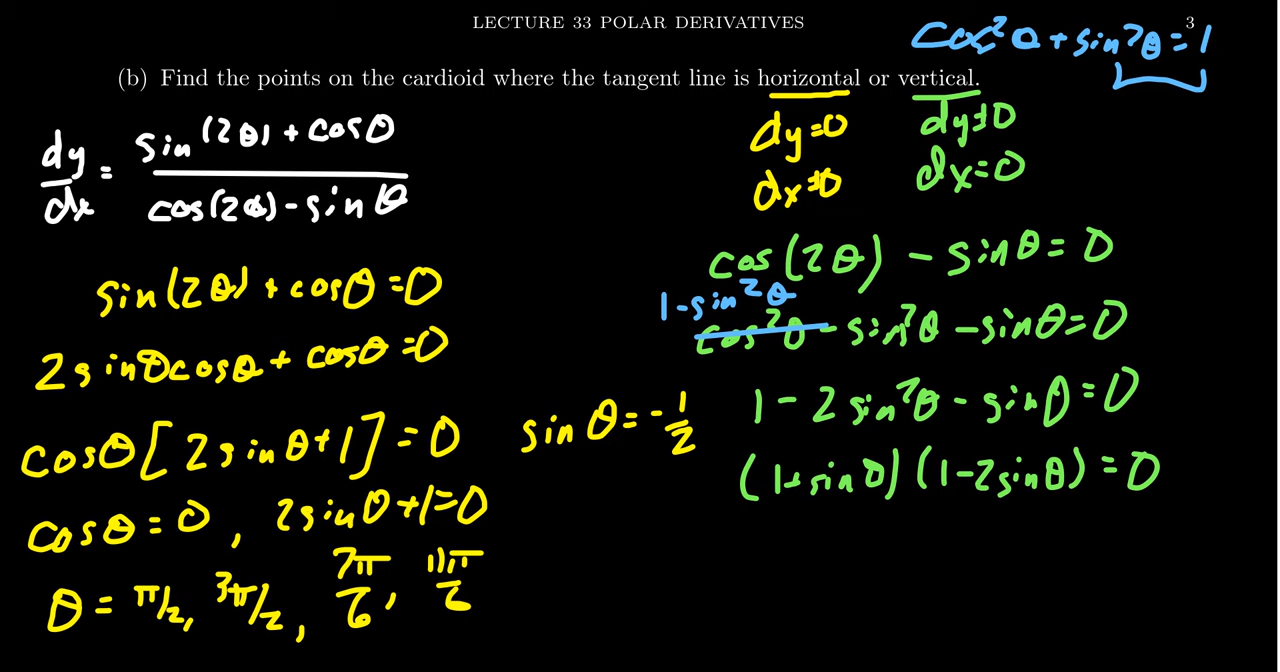 LECTURE 33 POLAR DERIVATIVES 3
cos²θ + sin²θ = 1
(b) Find the points on the cardioid where the tangent line is horizontal or vertical.
dy/dx = (sin(2θ) + cosθ)/(cos(2θ) - sinθ)
sin(2θ) + cosθ = 0
2sinθcosθ + cosθ = 0
cosθ[2sinθ+1] = 0
sinθ = -1/2
cosθ = 0, 2sinθ+1=0
θ = π/2, 3π/2, 7π/6, 11π/6
dy=0
dx≠0
dy≠0
dx=0
cos(2θ) - sinθ = 0
1-sin²θ
cos²θ - sin²θ - sinθ = 0
1 - 2sin²θ - sinθ = 0
(1+sinθ)(1-2sinθ) = 0